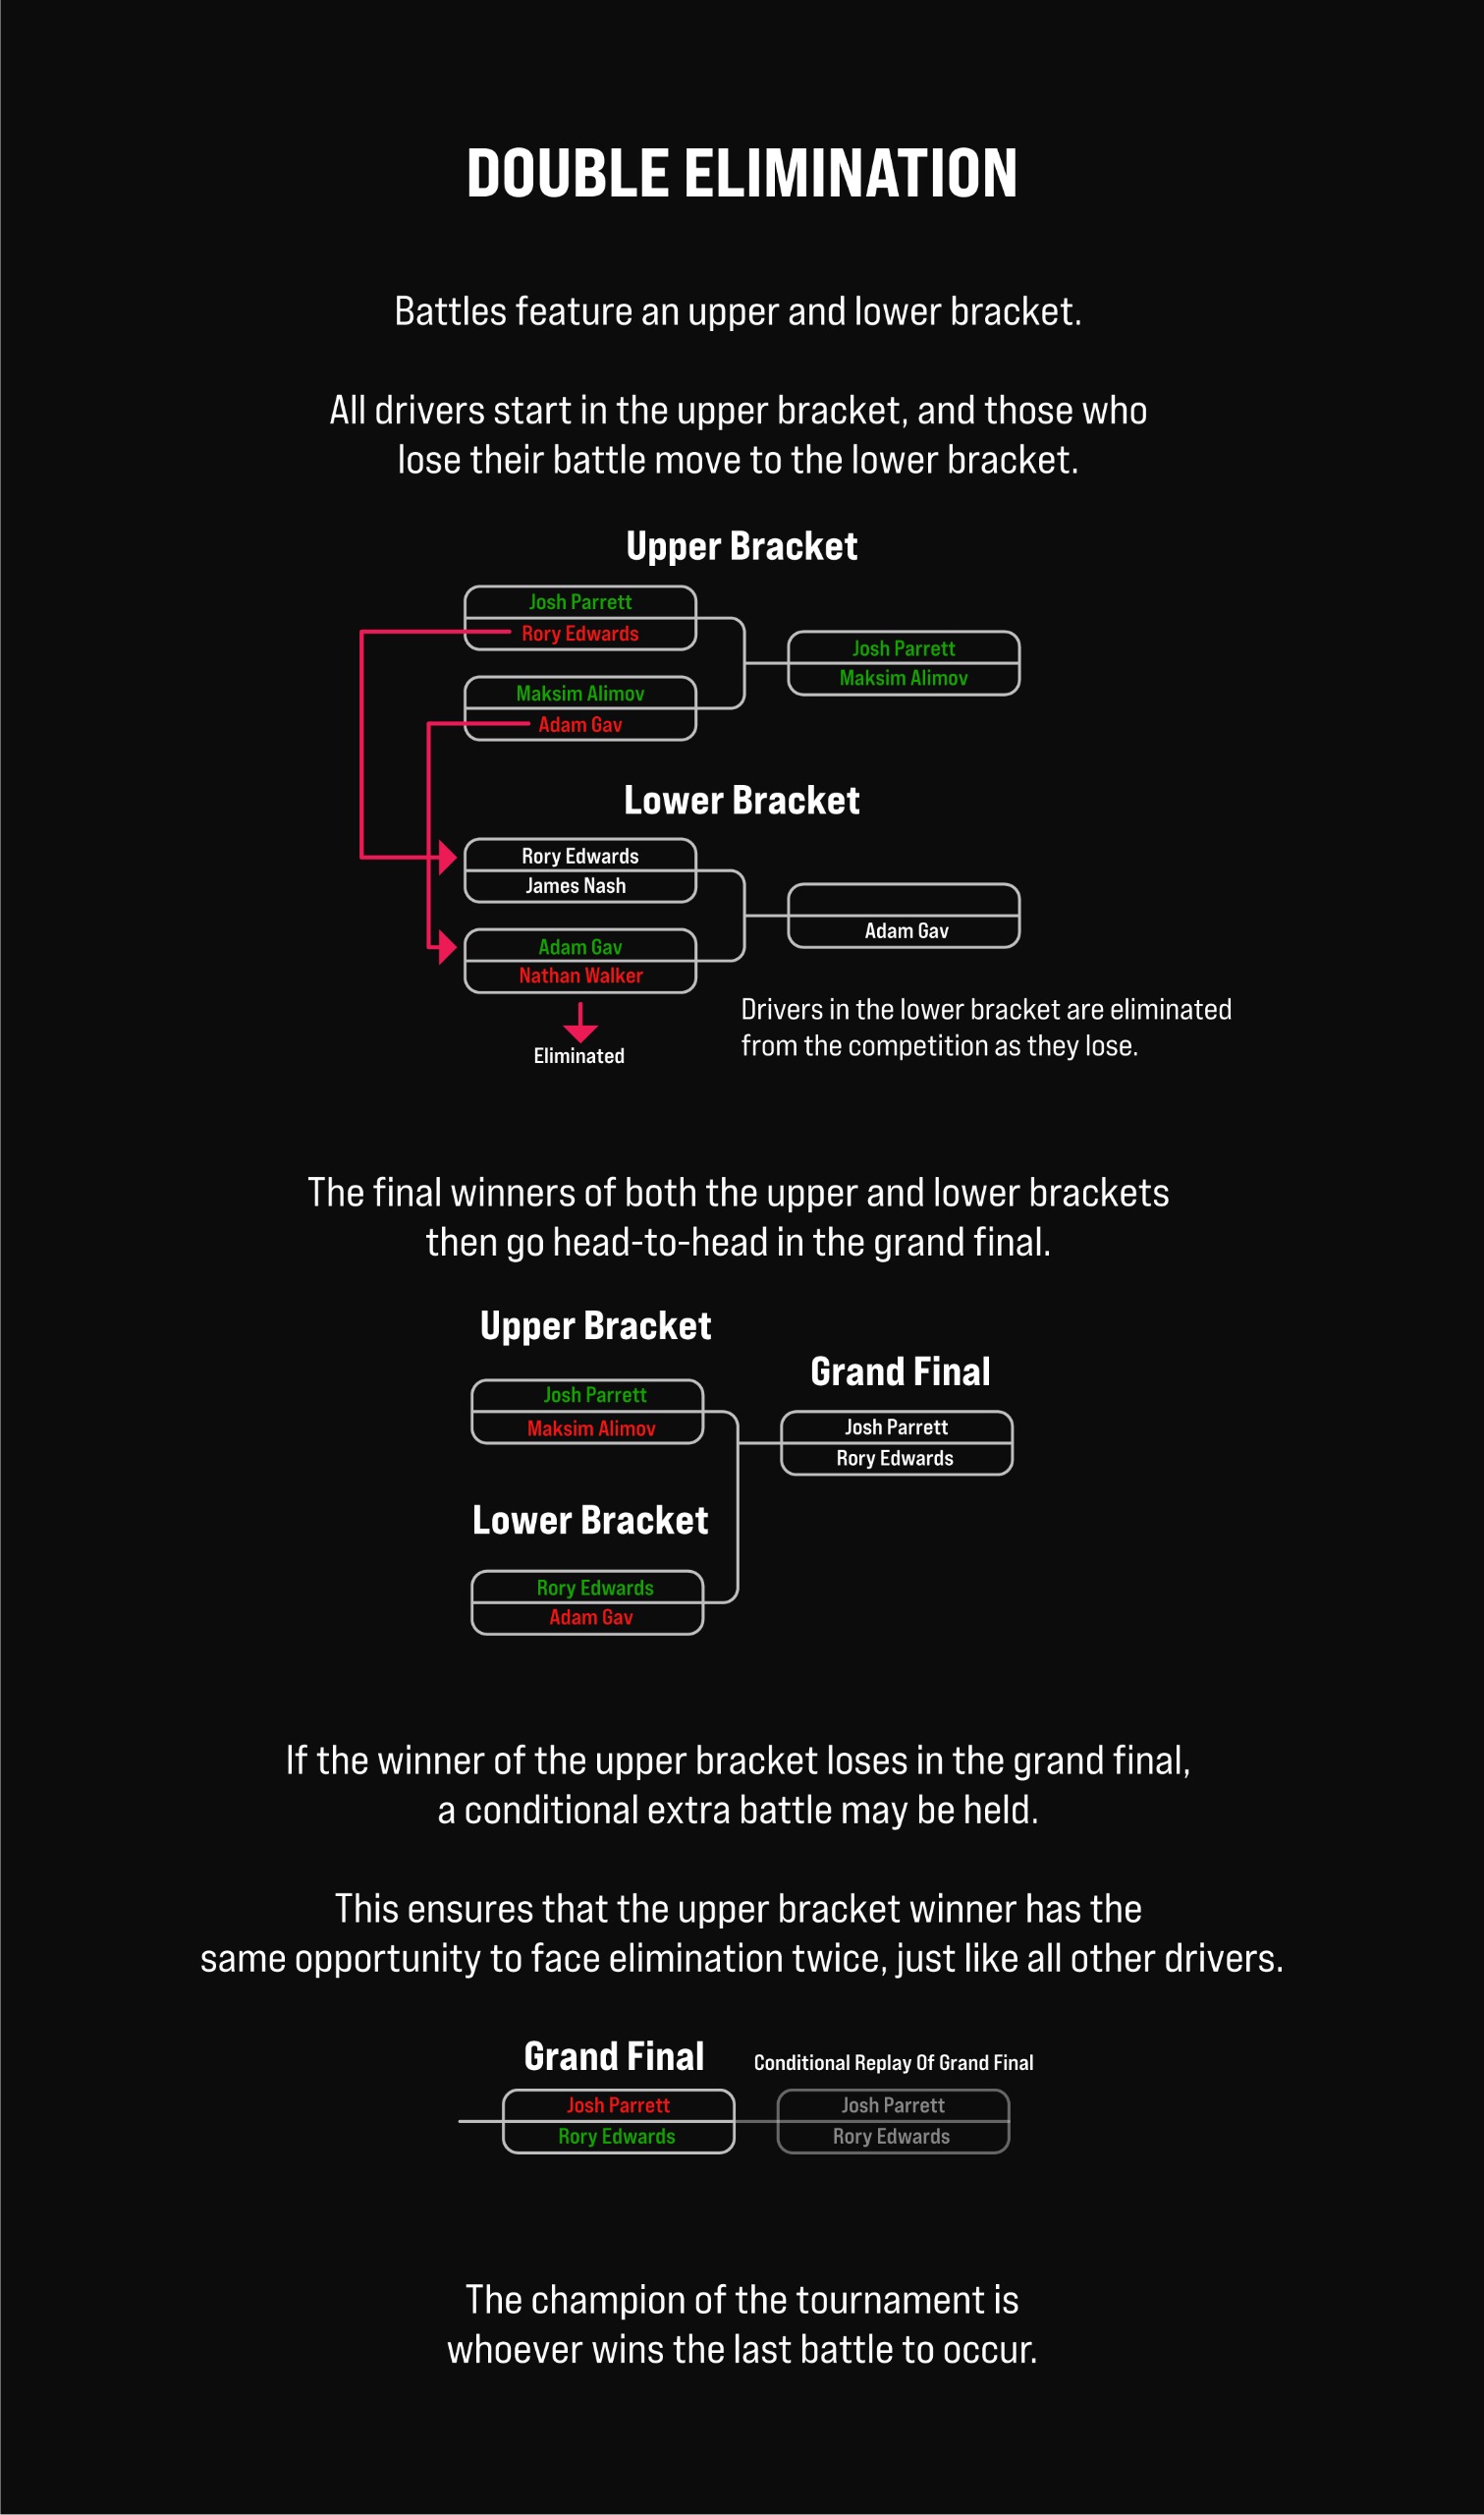 DOUBLE ELIMINATION
Battles feature an upper and lower bracket.
All drivers start in the upper bracket, and those who
lose their battle move to the lower bracket.
Upper Bracket
Josh Parrett
Rory Edwards
Maksim Alimov
Adam Gav
Josh Parrett
Maksim Alimov
Lower Bracket
Rory Edwards
James Nash
Adam Gav
Nathan Walker
Adam Gav
Eliminated
Drivers in the lower bracket are eliminated
from the competition as they lose.
The final winners of both the upper and lower brackets
then go head-to-head in the grand final.
Upper Bracket
Josh Parrett
Maksim Alimov
Grand Final
Josh Parrett
Rory Edwards
Lower Bracket
Rory Edwards
Adam Gav
If the winner of the upper bracket loses in the grand final,
a conditional extra battle may be held.
This ensures that the upper bracket winner has the
same opportunity to face elimination twice, just like all other drivers.
Grand Final
Josh Parrett
Rory Edwards
Conditional Replay Of Grand Final
Josh Parrett
Rory Edwards
The champion of the tournament is
whoever wins the last battle to occur.